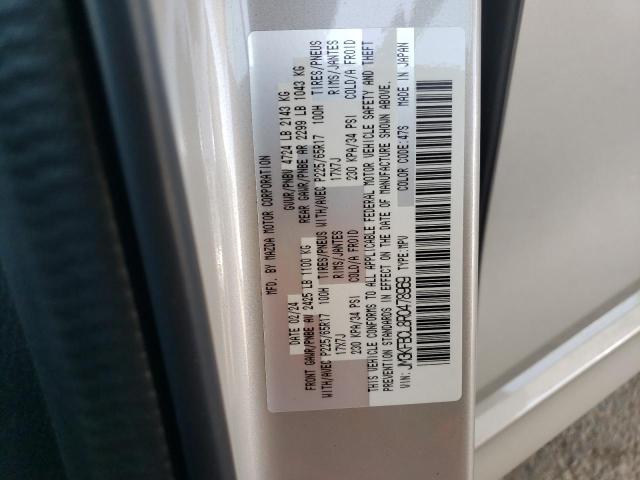 MFD. BY MAZDA MOTOR CORPORATION
DATE 02/24 GVWR/PNBV 4724 LB 2143 KG
FRONT GAWR/PNBE AV 2425 LB 1100 KG REAR GAWR/PNBE AR 2299 LB 1043 KG
WITH/AVEC P225/65R17 100H TIRES/PNEUS WITH/AVEC P225/65R17 100H TIRES/PNEUS
17X7J RIMS/JANTES 17X7J RIMS/JANTES
230 KPA/34 PSI COLD/A FROID 230 KPA/34 PSI COLD/A FROID
THIS VEHICLE CONFORMS TO ALL APPLICABLE FEDERAL MOTOR VEHICLE SAFETY AND THEFT
PREVENTION STANDARDS IN EFFECT ON THE DATE OF MANUFACTURE SHOWN ABOVE.
VIN: JM3KFBCL8R0478969 TYPE:MPV COLOR CODE:47S MADE IN JAPAN